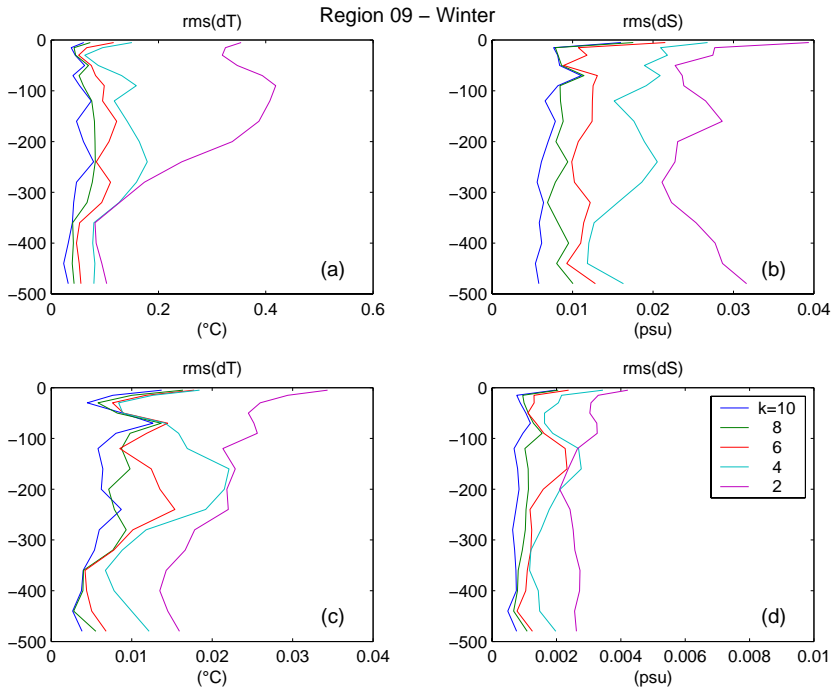 Region 09 – Winter
rms(dT)
0
−100
−200
−300
−400
−500
0 0.2 0.4 0.6
(°C)
(a)
rms(dS)
0
−100
−200
−300
−400
−500
0 0.01 0.02 0.03 0.04
(psu)
(b)
rms(dT)
0
−100
−200
−300
−400
−500
0 0.01 0.02 0.03 0.04
(°C)
(c)
rms(dS)
0
−100
−200
−300
−400
−500
0 0.002 0.004 0.006 0.008 0.01
(psu)
(d)
k=10
8
6
4
2